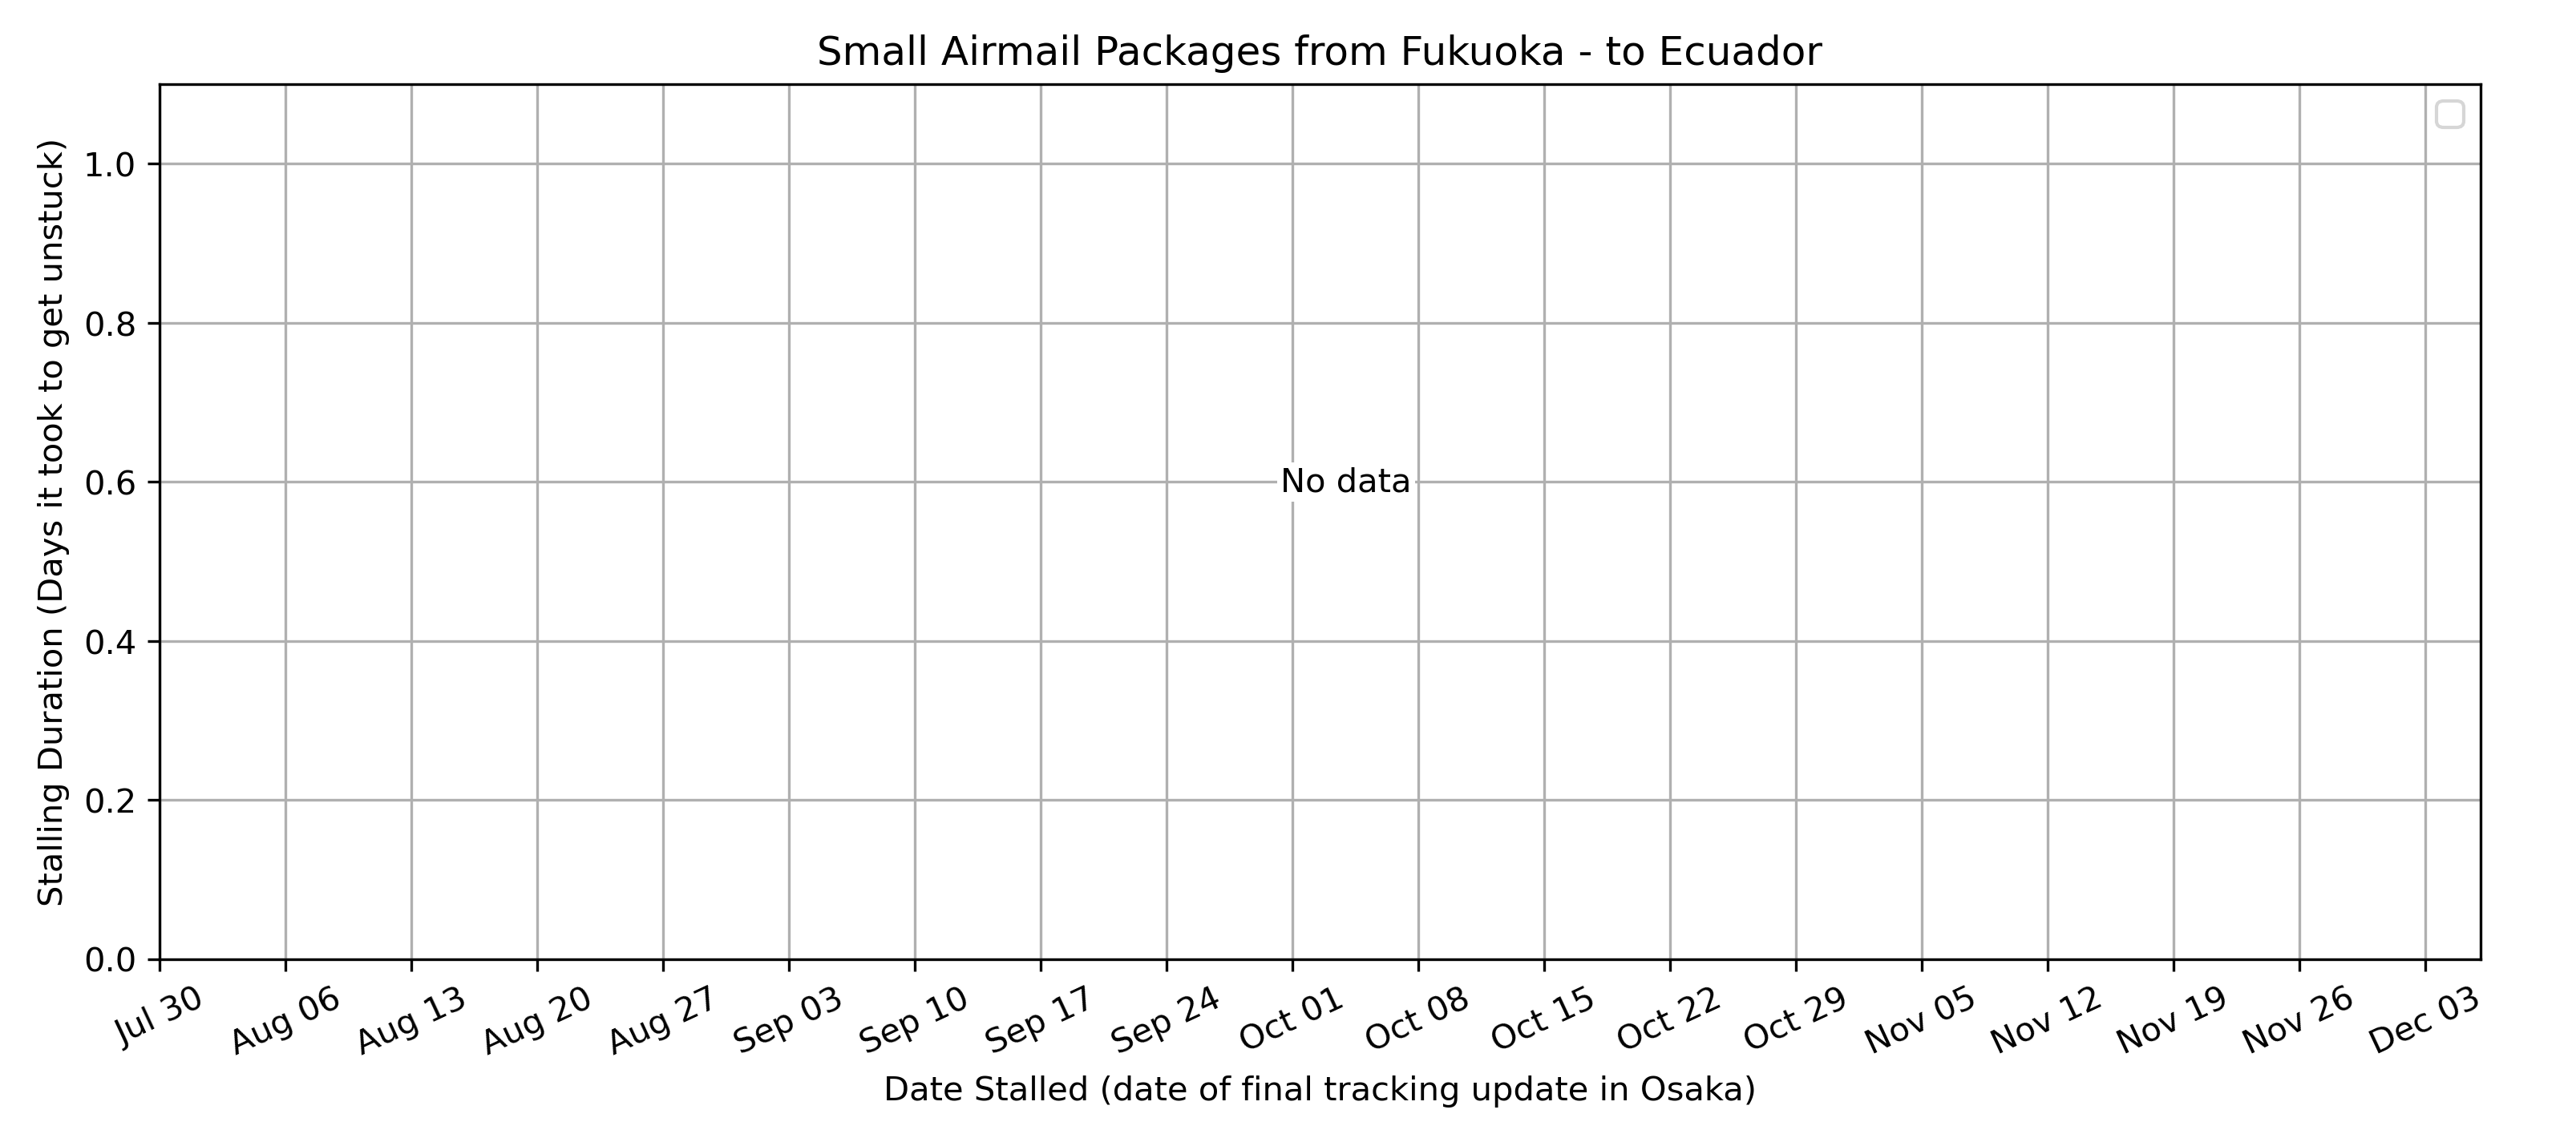 Small Airmail Packages from Fukuoka - to Ecuador
Stalling Duration (Days it took to get unstuck)
1.0
0.8
0.6
0.4
0.2
0.0
No data
Jul 30
Aug 06
Aug 13
Aug 20
Aug 27
Sep 03
Sep 10
Sep 17
Sep 24
Oct 01
Oct 08
Oct 15
Oct 22
Oct 29
Nov 05
Nov 12
Nov 19
Nov 26
Dec 03
Date Stalled (date of final tracking update in Osaka)